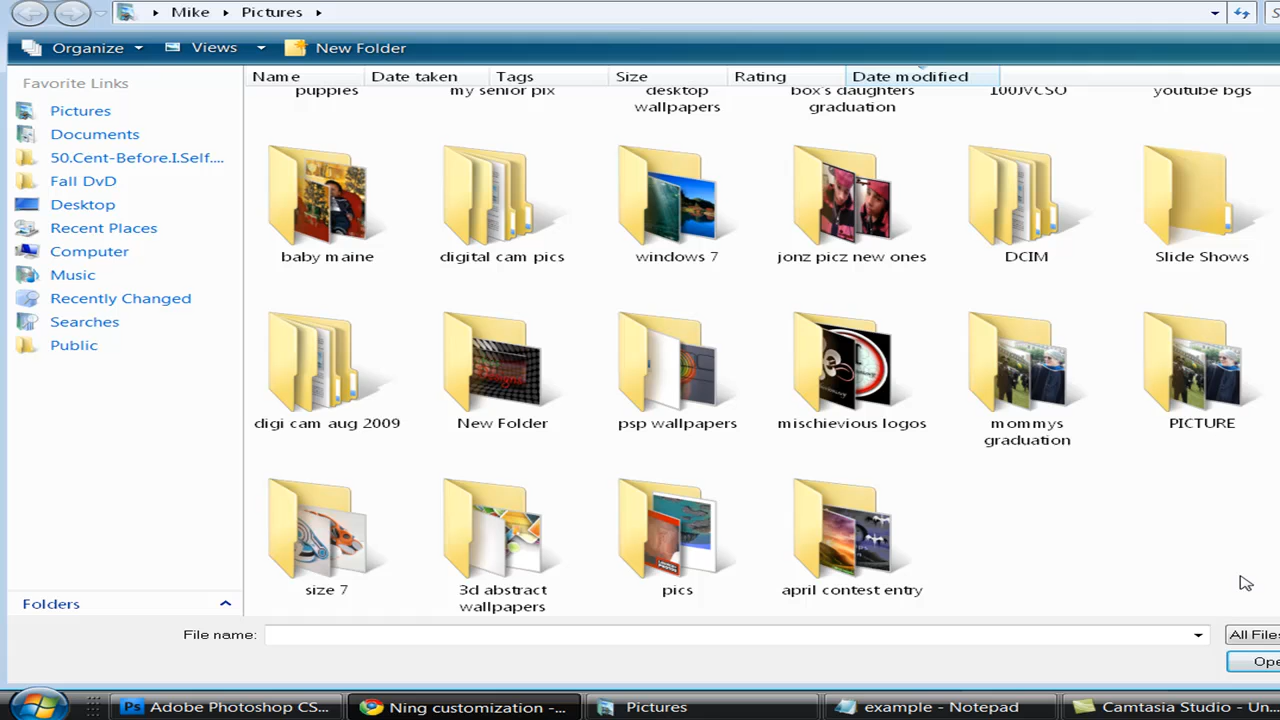 Mike Pictures
Organize Views New Folder
Favorite Links
Pictures
Documents
50.Cent-Before.I.Self....
Fall DvD
Desktop
Recent Places
Computer
Music
Recently Changed
Searches
Public
Folders
Name Date taken Tags Size Rating Date modified
puppies my senior pix desktop wallpapers box's daughters graduation 100JVCSO youtube bgs
baby maine digital cam pics windows 7 jonz picz new ones DCIM Slide Shows
digi cam aug 2009 New Folder psp wallpapers mischievious logos mommys graduation PICTURE
size 7 3d abstract wallpapers pics april contest entry
File name: All Files
Ope
Ps Adobe Photoshop CS... Ning customization -... Pictures example - Notepad Camtasia Studio - Un...